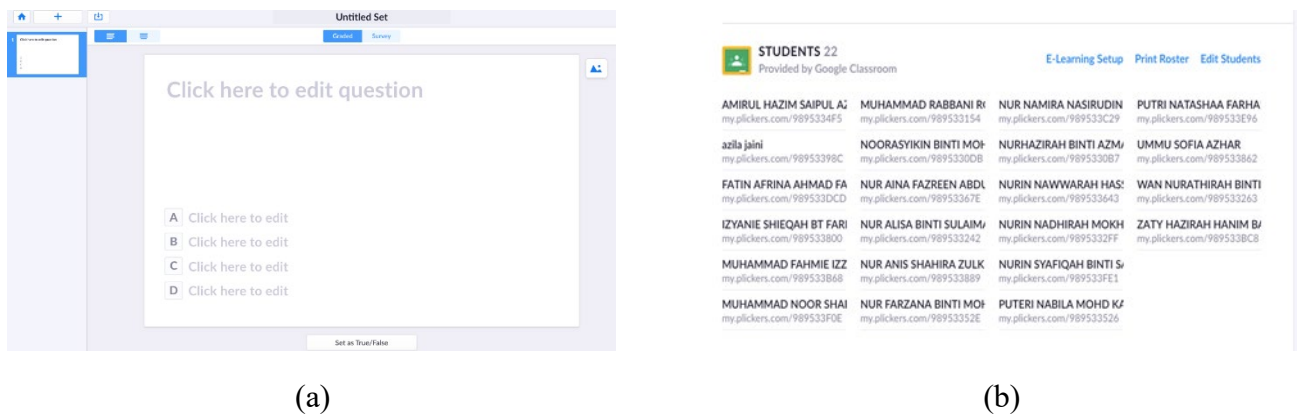 Untitled Set
Graded Survey
1
Click here to edit question
A Click here to edit
B Click here to edit
C Click here to edit
D Click here to edit
Set as True/False
(a)
STUDENTS 22
Provided by Google Classroom
E-Learning Setup Print Roster Edit Students
AMIRUL HAZIM SAIPUL AZ MUHAMMAD RABBANI R NUR NAMIRA NASIRUDIN PUTRI NATASHAA FARHA
my.plickers.com/9895334F5 my.plickers.com/989533154 my.plickers.com/989533C29 my.plickers.com/989533E96
azila jaini NOORASYIKIN BINTI MOH NURHAZIRAH BINTI AZMA UMMU SOFIA AZHAR
my.plickers.com/98953398C my.plickers.com/9895330DB my.plickers.com/9895330B7 my.plickers.com/989533862
FATIN AFRINA AHMAD FA NUR AINA FAZREEN ABDU NURIN NAWWARAH HAS WAN NURATHIRAH BINTI
my.plickers.com/989533DCD my.plickers.com/98953367E my.plickers.com/989533643 my.plickers.com/989533263
IZYANIE SHIEQAH BT FARI NUR ALISA BINTI SULAIMA NURIN NADHIRAH MOKH ZATY HAZIRAH HANIM BA
my.plickers.com/989533800 my.plickers.com/989533242 my.plickers.com/9895332FF my.plickers.com/989533BC8
MUHAMMAD FAHMIE IZZ NUR ANIS SHAHIRA ZULK NURIN SYAFIQAH BINTI SA
my.plickers.com/989533B68 my.plickers.com/989533889 my.plickers.com/989533FE1
MUHAMMAD NOOR SHAI NUR FARZANA BINTI MOH PUTERI NABILA MOHD KA
my.plickers.com/989533F0E my.plickers.com/98953352E my.plickers.com/989533526
(b)